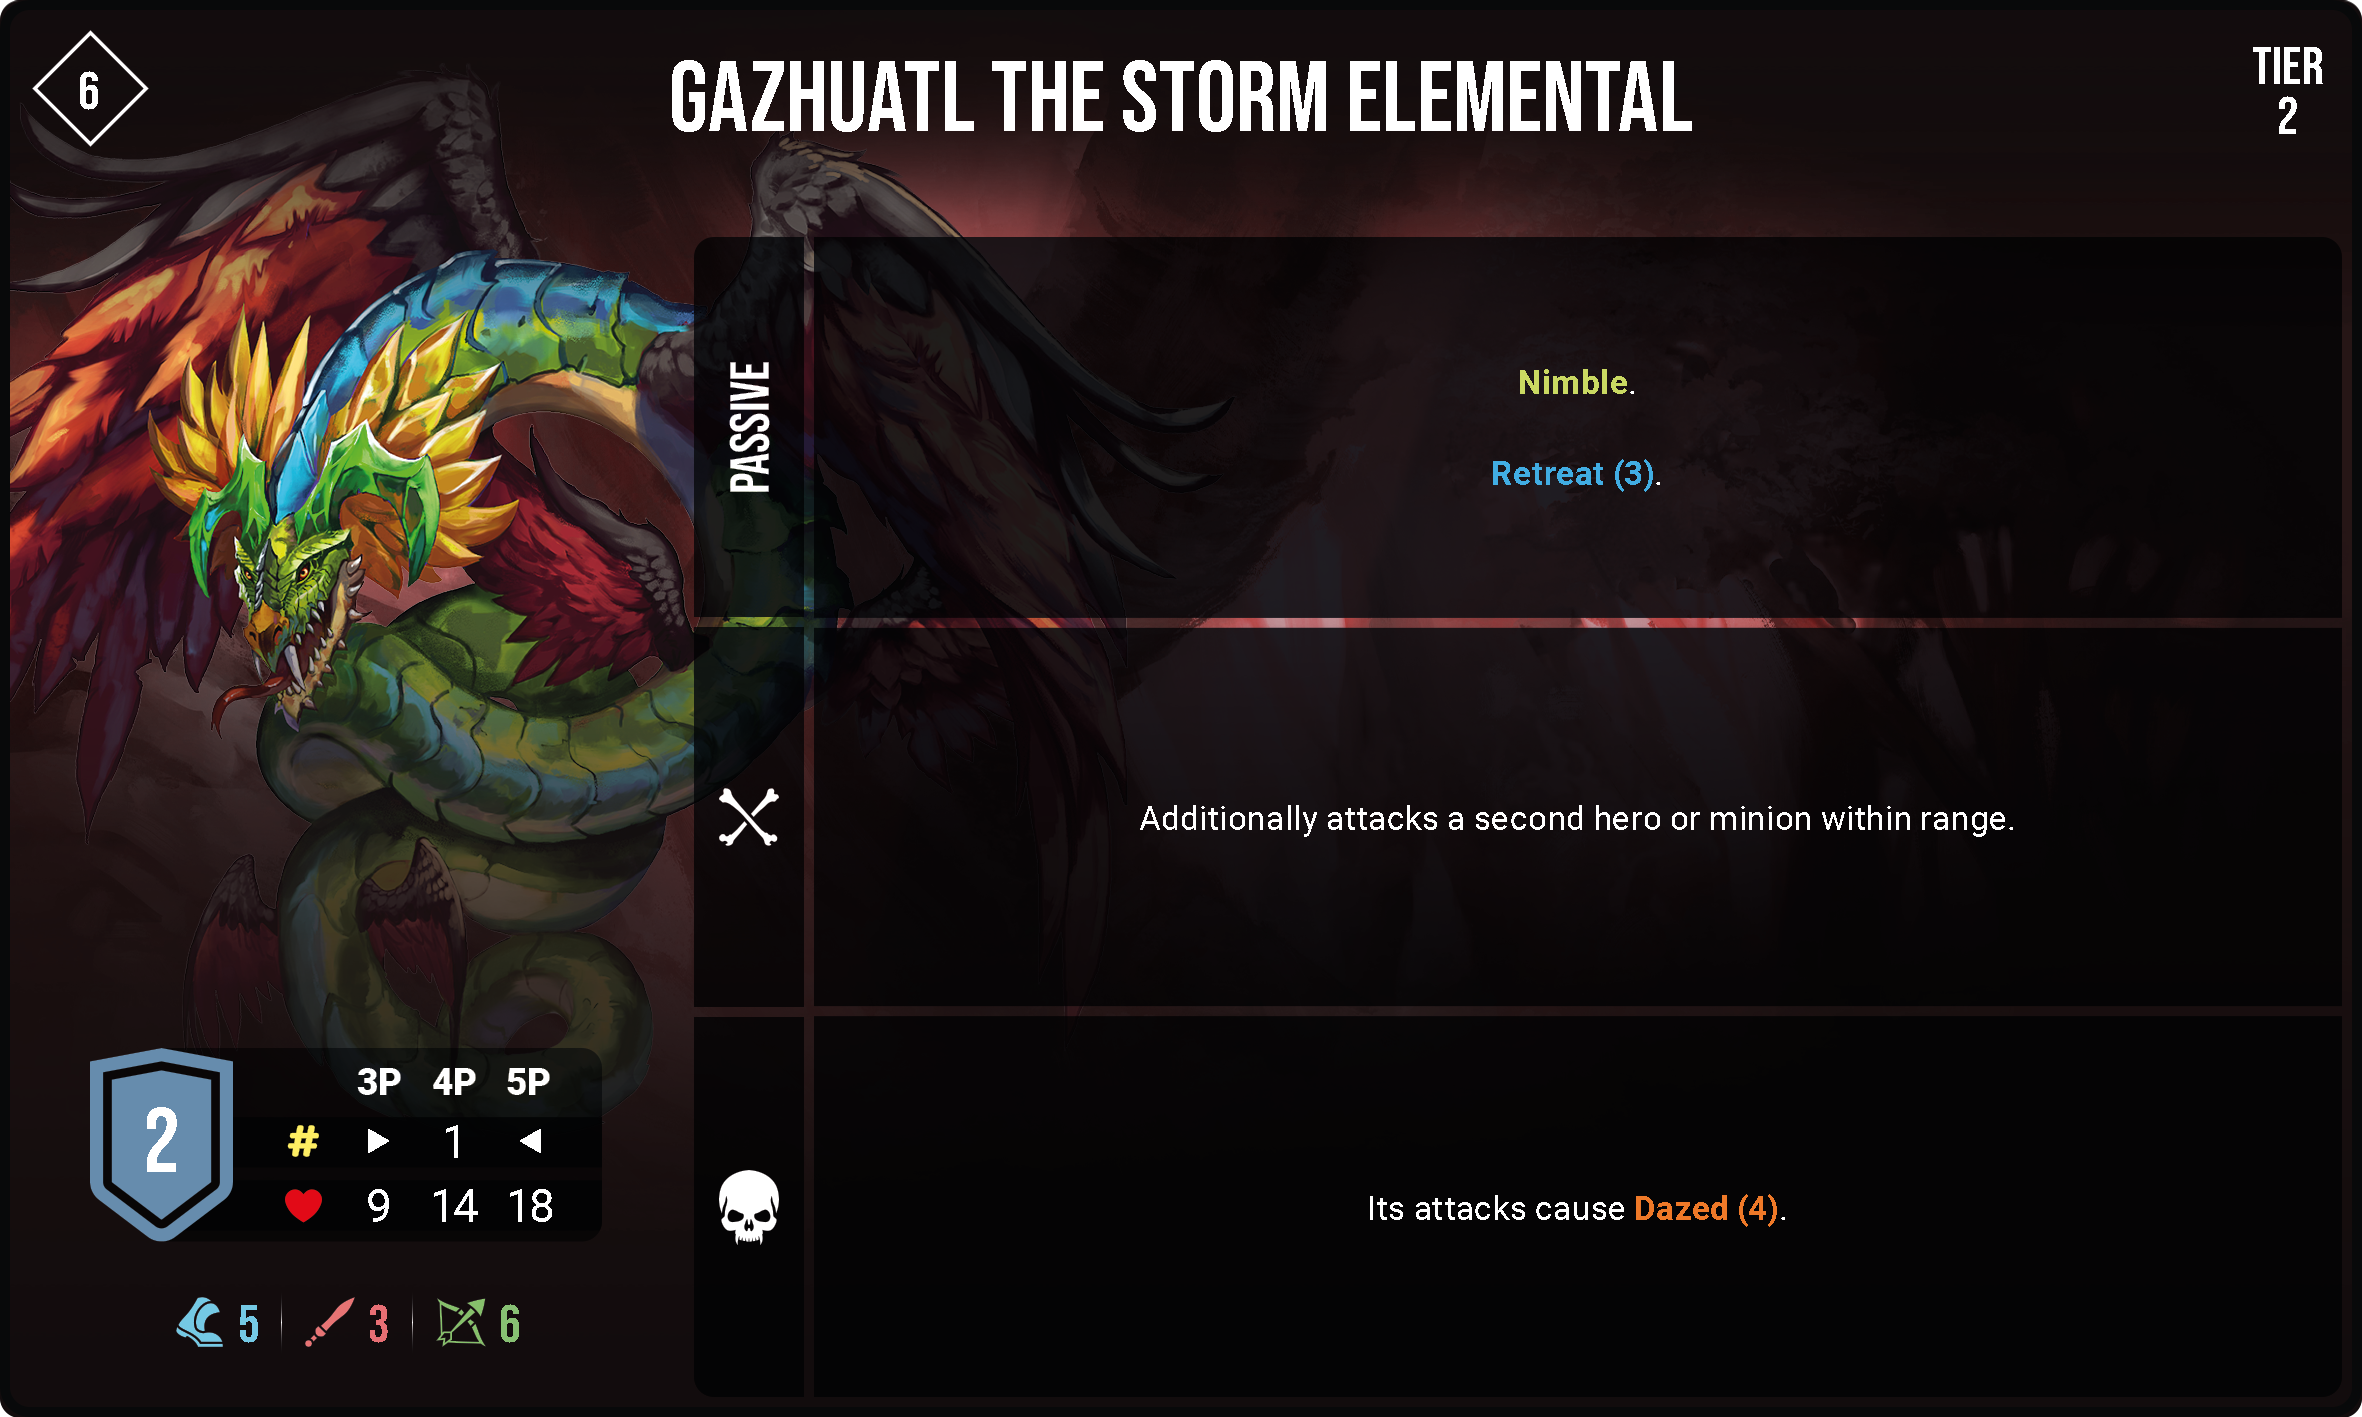 6
GAZHUATL THE STORM ELEMENTAL
TIER
2
PASSIVE
Nimble.
Retreat (3).
Additionally attacks a second hero or minion within range.
Its attacks cause Dazed (4).
2
3P 4P 5P
# ▶ 1 ◀
9 14 18
5 3 6